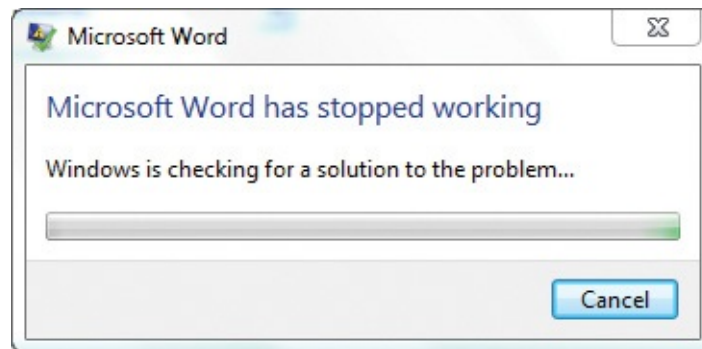 Microsoft Word
Microsoft Word has stopped working
Windows is checking for a solution to the problem...
Cancel